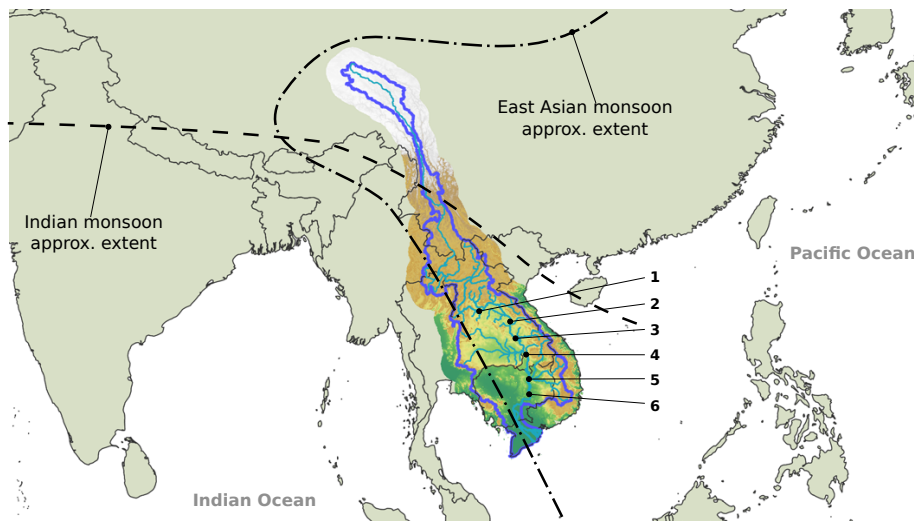 East Asian monsoon
approx. extent
Indian monsoon
approx. extent
Pacific Ocean
1
2
3
4
5
6
Indian Ocean